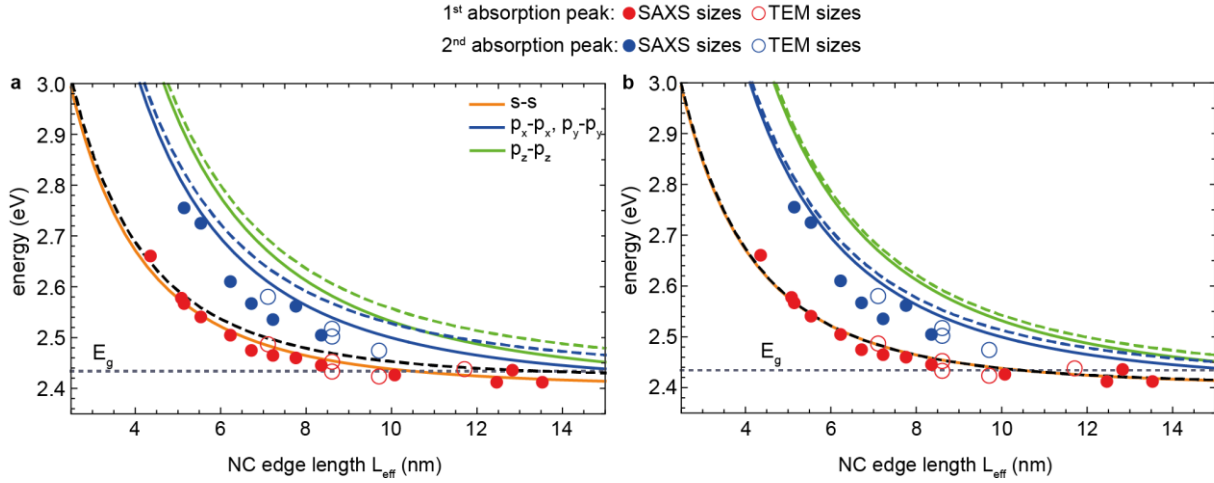 1st absorption peak: SAXS sizes TEM sizes
2nd absorption peak: SAXS sizes TEM sizes
a
3.0
2.9
2.8
2.7
2.6
2.5
2.4
energy (eV)
s-s
px-px, py-py
pz-pz
Eg
4 6 8 10 12 14
NC edge length Leff (nm)
b
3.0
2.9
2.8
2.7
2.6
2.5
2.4
energy (eV)
Eg
4 6 8 10 12 14
NC edge length Leff (nm)